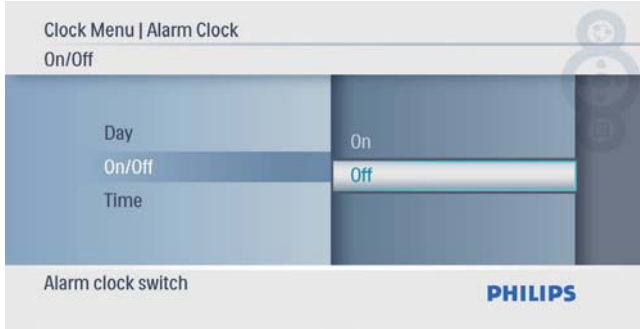 Clock Menu | Alarm Clock
On/Off
Day
On/Off
Time
On
Off
Alarm clock switch
PHILIPS